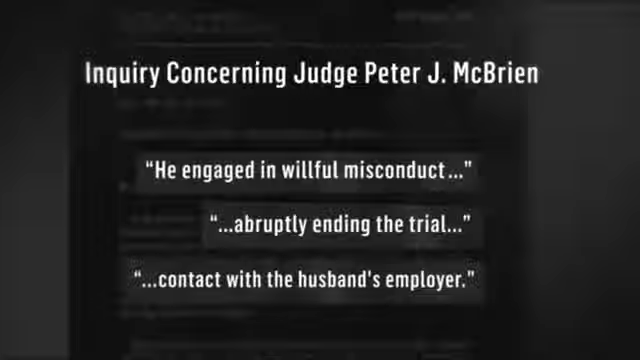 Inquiry Concerning Judge Peter J. McBrien
“He engaged in willful misconduct...”
“...abruptly ending the trial...”
“...contact with the husband's employer.”